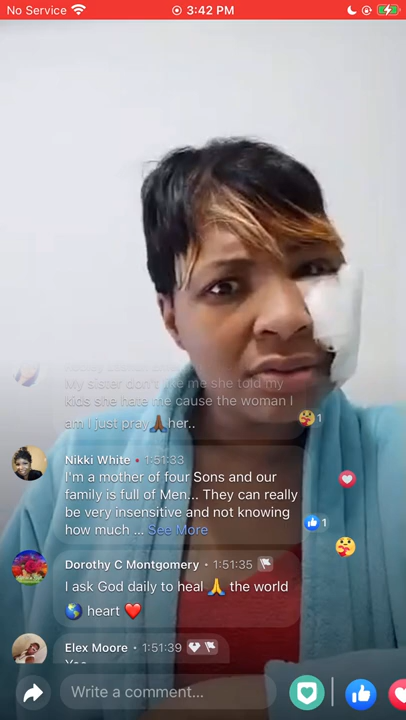 No Service 3:42 PM
My sister don't like me she told my
kids she hate me cause the woman I
am I just pray🙏🏾her..
🤗1
Nikki White • 1:51:33
I'm a mother of four Sons and our
family is full of Men... They can really
be very insensitive and not knowing
how much ... See More
1
Dorothy C Montgomery • 1:51:35
I ask God daily to heal 🙏 the world
🌎 heart ❤️
Elex Moore • 1:51:39
Write a comment...